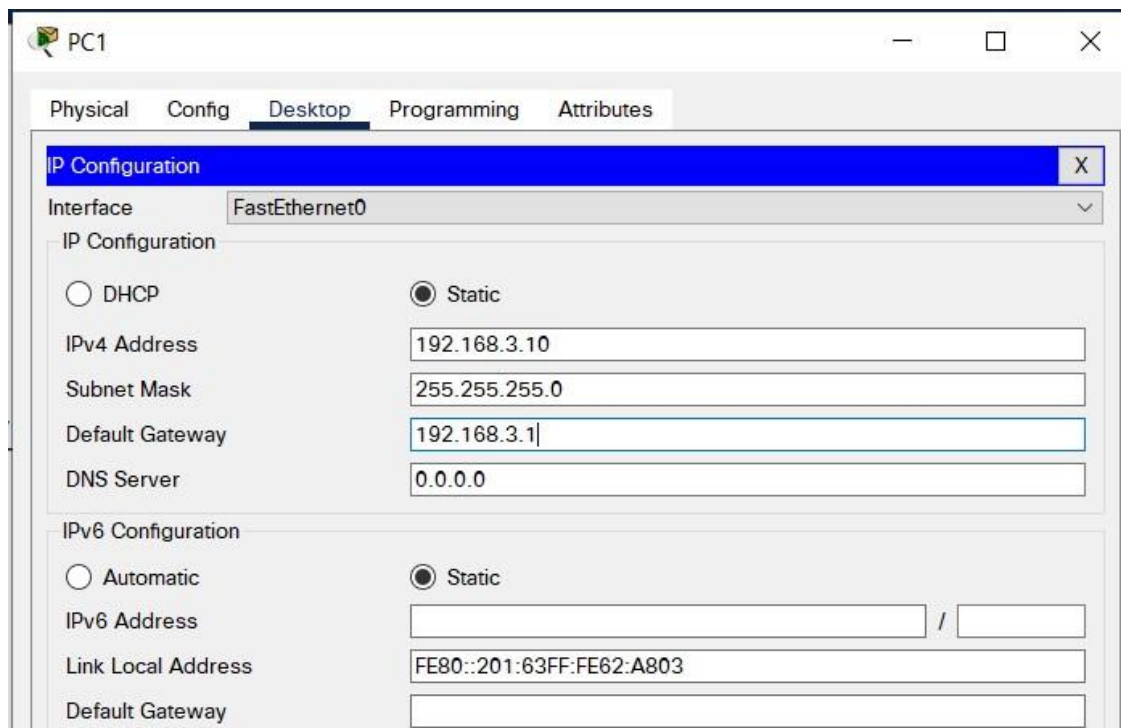 PC1
Physical Config Desktop Programming Attributes
IP Configuration X
Interface FastEthernet0
IP Configuration
DHCP Static
IPv4 Address 192.168.3.10
Subnet Mask 255.255.255.0
Default Gateway 192.168.3.1
DNS Server 0.0.0.0
IPv6 Configuration
Automatic Static
IPv6 Address /
Link Local Address FE80::201:63FF:FE62:A803
Default Gateway